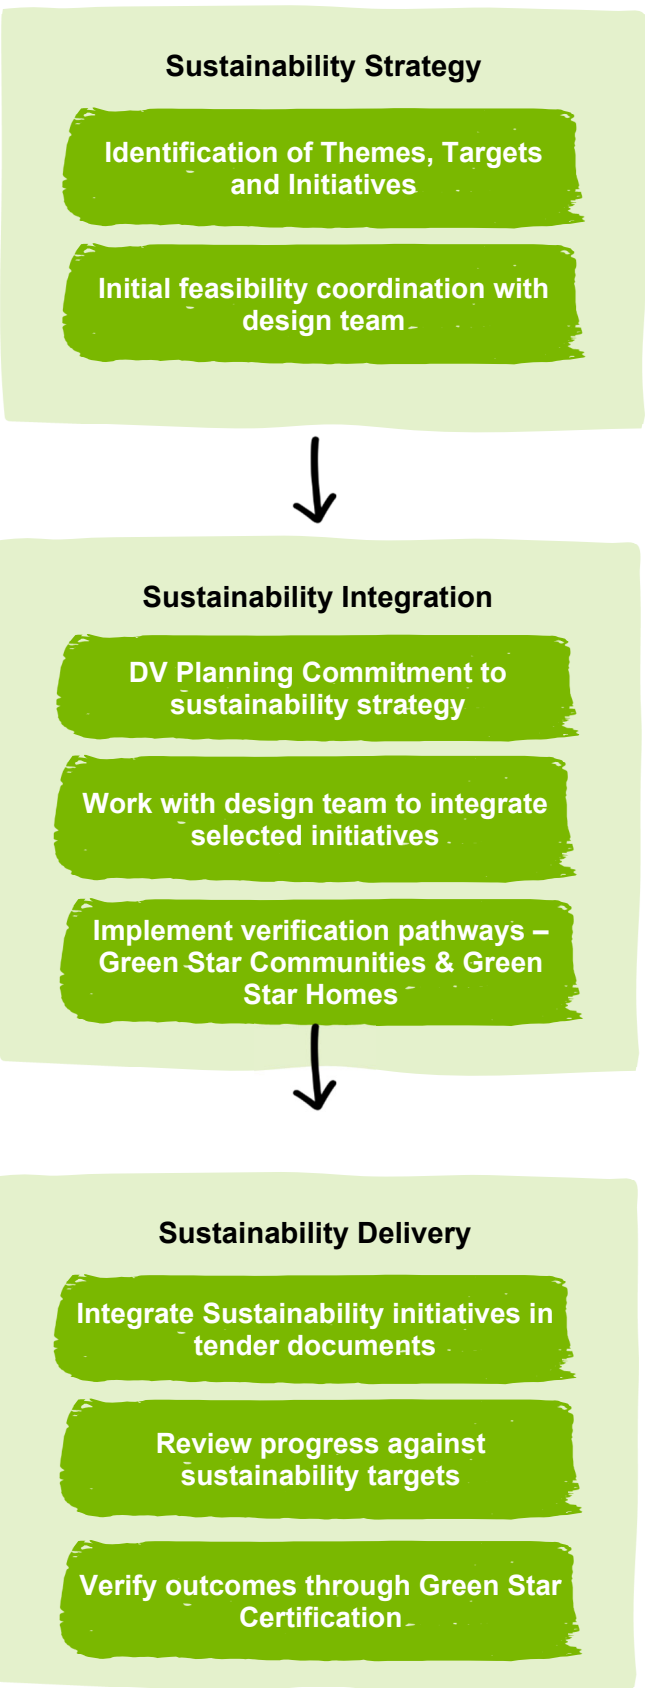 Sustainability Strategy
Identification of Themes, Targets
and Initiatives
Initial feasibility coordination with
design team
Sustainability Integration
DV Planning Commitment to
sustainability strategy
Work with design team to integrate
selected initiatives
Implement verification pathways –
Green Star Communities & Green
Star Homes
Sustainability Delivery
Integrate Sustainability initiatives in
tender documents
Review progress against
sustainability targets
Verify outcomes through Green Star
Certification